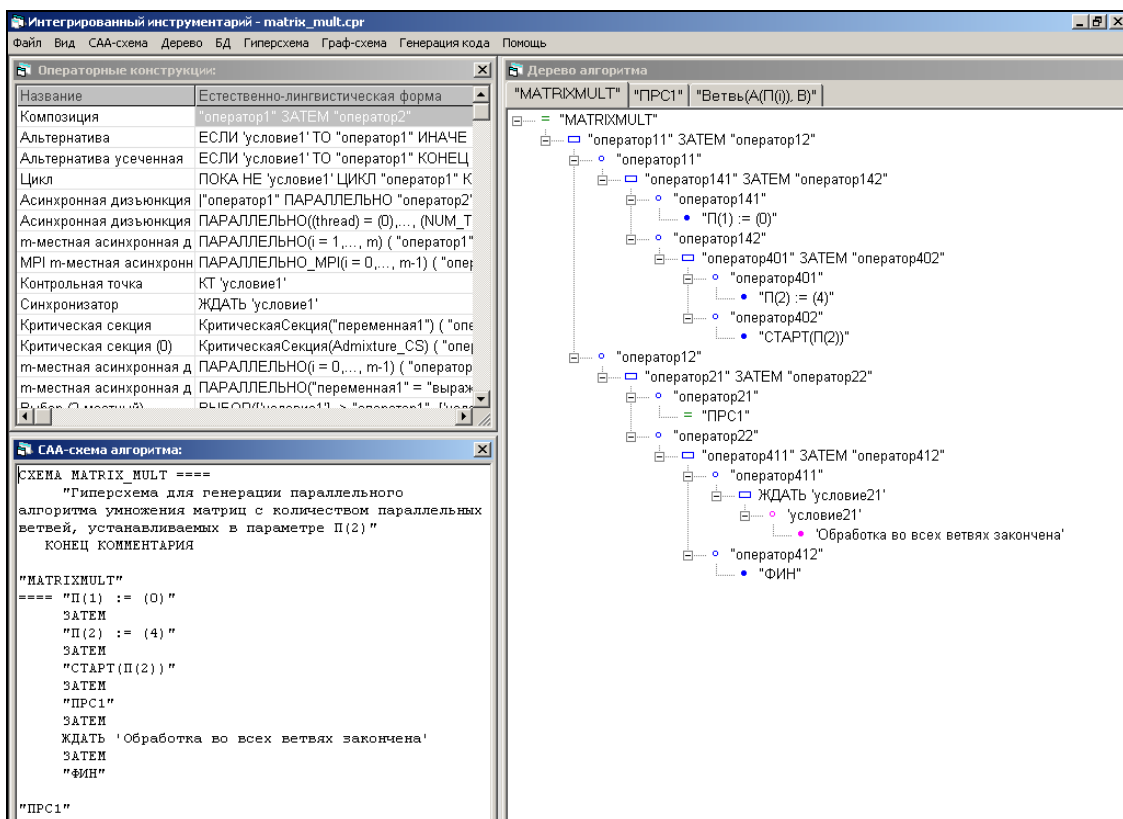 Интегрированный инструментарий - matrix_mult.cpr
Файл Вид САА-схема Дерево БД Гиперсхема Граф-схема Генерация кода Помощь
Операторные конструкции:
Название Естественно-лингвистическая форма
Композиция "оператор1" ЗАТЕМ "оператор2"
Альтернатива ЕСЛИ 'условие1' ТО "оператор1" ИНАЧЕ
Альтернатива усеченная ЕСЛИ 'условие1' ТО "оператор1" КОНЕЦ
Цикл ПОКА НЕ 'условие1' ЦИКЛ "оператор1" К
Асинхронная дизъюнкция ("оператор1" ПАРАЛЛЕЛЬНО "оператор2"
Асинхронная дизъюнкция ПАРАЛЛЕЛЬНО((thread) = (0),..., (NUM_T
m-местная асинхронная д ПАРАЛЛЕЛЬНО(i = 1,..., m) ( "оператор1"
MPI m-местная асинхронн ПАРАЛЛЕЛЬНО_MPI(i = 0,..., m-1) ( "опер
Контрольная точка КТ 'условие1'
Синхронизатор ЖДАТЬ 'условие1'
Критическая секция КритическаяСекция("переменная1") ( "опе
Критическая секция (0) КритическаяСекция(Admixture_CS) ( "опер
m-местная асинхронная д ПАРАЛЛЕЛЬНО(i = 0,..., m-1) ( "оператор
m-местная асинхронная д ПАРАЛЛЕЛЬНО("переменная1" = "выраж
САА-схема алгоритма:
СХЕМА MATRIX_MULT ====
"Гиперсхема для генерации параллельного
алгоритма умножения матриц с количеством параллельных
ветвей, устанавливаемых в параметре П(2)"
КОНЕЦ КОММЕНТАРИЯ
"MATRIXMULT"
==== "П(1) := (0)"
ЗАТЕМ
"П(2) := (4)"
ЗАТЕМ
"СТАРТ(П(2))"
ЗАТЕМ
"ПРС1"
ЗАТЕМ
ЖДАТЬ 'Обработка во всех ветвях закончена'
ЗАТЕМ
"ФИН"
"ПРС1"
Дерево алгоритма
"MATRIXMULT" "ПРС1" "Ветвь(А(П(i)), В)"
= "MATRIXMULT"
"оператор11" ЗАТЕМ "оператор12"
"оператор11"
"оператор141" ЗАТЕМ "оператор142"
"оператор141"
"П(1) := (0)"
"оператор142"
"оператор401" ЗАТЕМ "оператор402"
"оператор401"
"П(2) := (4)"
"оператор402"
"СТАРТ(П(2))"
"оператор12"
"оператор21" ЗАТЕМ "оператор22"
"оператор21"
= "ПРС1"
"оператор22"
"оператор411" ЗАТЕМ "оператор412"
"оператор411"
ЖДАТЬ 'условие21'
'условие21'
'Обработка во всех ветвях закончена'
"оператор412"
"ФИН"